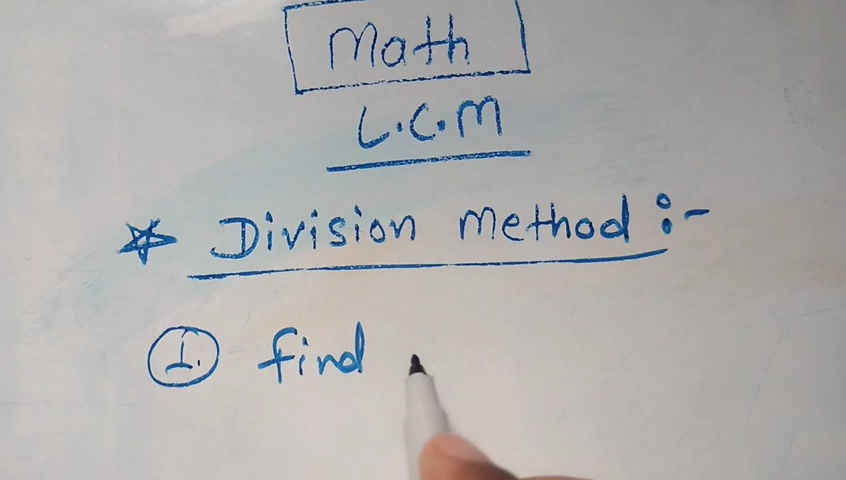 Math
L.C.M
* Division method :-
1. find